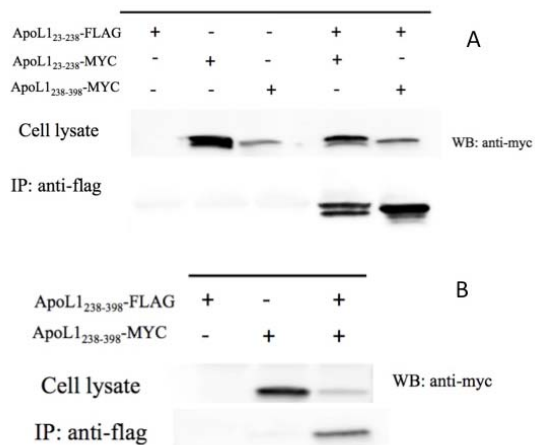 ApoL1₂₃₋₂₃₈-FLAG + - - + + A
ApoL1₂₃₋₂₃₈-MYC - + - + -
ApoL1₂₃₈₋₃₉₈-MYC - - + - +
Cell lysate WB: anti-myc
IP: anti-flag
B
ApoL1₂₃₈₋₃₉₈-FLAG + - +
ApoL1₂₃₈₋₃₉₈-MYC - + +
Cell lysate WB: anti-myc
IP: anti-flag